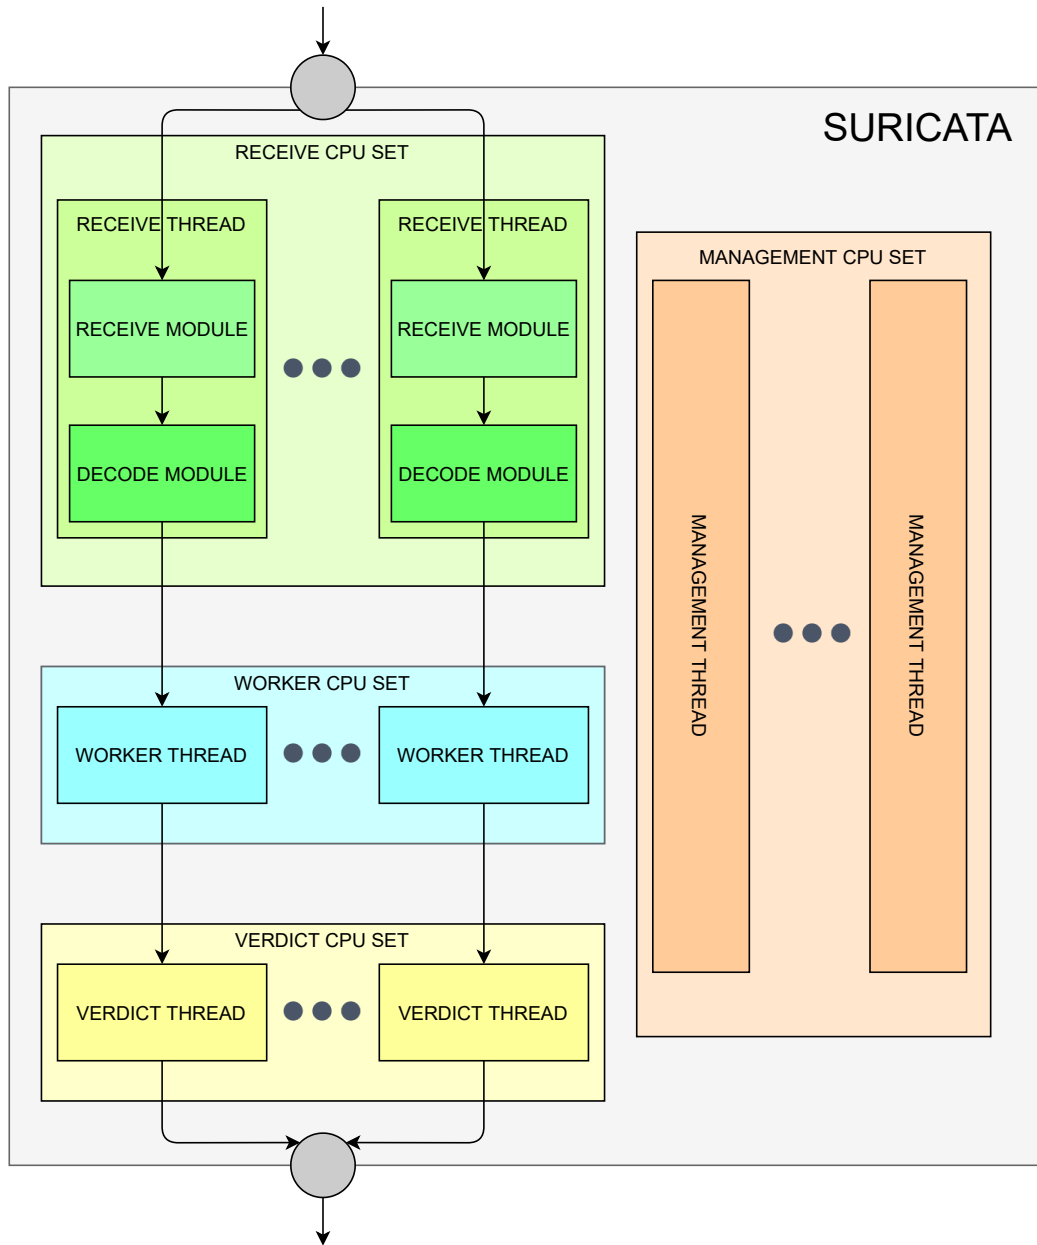 SURICATA
RECEIVE CPU SET
RECEIVE THREAD
RECEIVE THREAD
RECEIVE MODULE
RECEIVE MODULE
DECODE MODULE
DECODE MODULE
WORKER CPU SET
WORKER THREAD
WORKER THREAD
VERDICT CPU SET
VERDICT THREAD
VERDICT THREAD
MANAGEMENT CPU SET
MANAGEMENT THREAD
MANAGEMENT THREAD